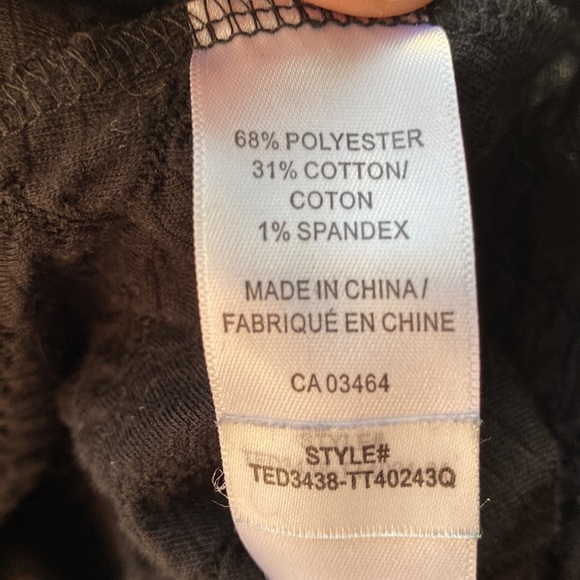 68% POLYESTER
31% COTTON/
COTON
1% SPANDEX
MADE IN CHINA /
FABRIQUÉ EN CHINE
CA 03464
STYLE#
TED3438-TT40243Q